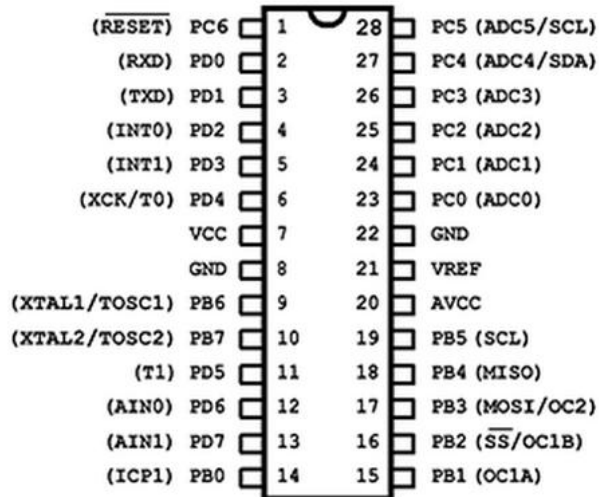 (RESET) PC6 1 28 PC5 (ADC5/SCL)
(RXD) PD0 2 27 PC4 (ADC4/SDA)
(TXD) PD1 3 26 PC3 (ADC3)
(INT0) PD2 4 25 PC2 (ADC2)
(INT1) PD3 5 24 PC1 (ADC1)
(XCK/T0) PD4 6 23 PC0 (ADC0)
VCC 7 22 GND
GND 8 21 VREF
(XTAL1/TOSC1) PB6 9 20 AVCC
(XTAL2/TOSC2) PB7 10 19 PB5 (SCL)
(T1) PD5 11 18 PB4 (MISO)
(AIN0) PD6 12 17 PB3 (MOSI/OC2)
(AIN1) PD7 13 16 PB2 (SS/OC1B)
(ICP1) PB0 14 15 PB1 (OC1A)